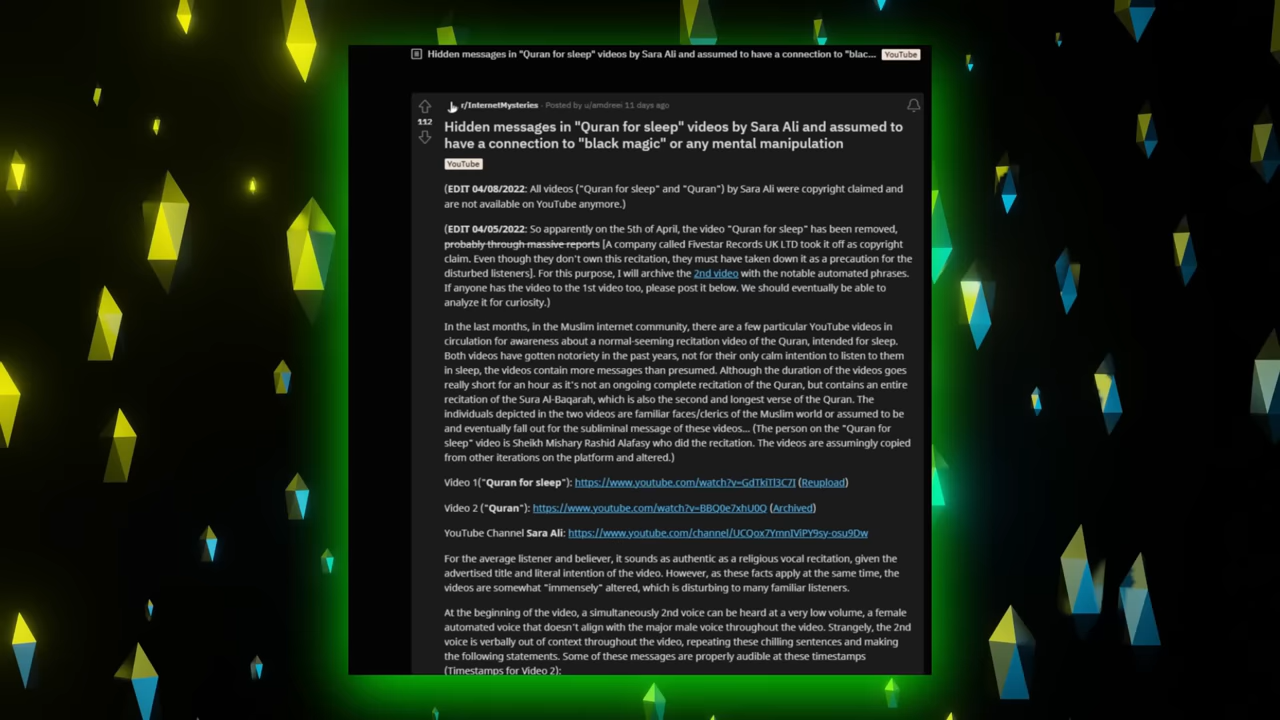 Hidden messages in "Quran for sleep" videos by Sara Ali and assumed to have a connection to "blac... YouTube
r/InternetMysteries · Posted by u/amdreei 11 days ago
112
Hidden messages in "Quran for sleep" videos by Sara Ali and assumed to
have a connection to "black magic" or any mental manipulation
YouTube
(EDIT 04/08/2022: All videos ("Quran for sleep" and "Quran") by Sara Ali were copyright claimed and
are not available on YouTube anymore.)
(EDIT 04/05/2022: So apparently on the 5th of April, the video "Quran for sleep" has been removed,
probably through massive reports [A company called Fivestar Records UK LTD took it off as copyright
claim. Even though they don't own this recitation, they must have taken down it as a precaution for the
disturbed listeners]. For this purpose, I will archive the 2nd video with the notable automated phrases.
If anyone has the video to the 1st video too, please post it below. We should eventually be able to
analyze it for curiosity.)
In the last months, in the Muslim internet community, there are a few particular YouTube videos in
circulation for awareness about a normal-seeming recitation video of the Quran, intended for sleep.
Both videos have gotten notoriety in the past years, not for their only calm intention to listen to them
in sleep, the videos contain more messages than presumed. Although the duration of the videos goes
really short for an hour as it's not an ongoing complete recitation of the Quran, but contains an entire
recitation of the Sura Al-Baqarah, which is also the second and longest verse of the Quran. The
individuals depicted in the two videos are familiar faces/clerics of the Muslim world or assumed to be
and eventually fall out for the subliminal message of these videos... (The person on the "Quran for
sleep" video is Sheikh Mishary Rashid Alafasy who did the recitation. The videos are assumingly copied
from other iterations on the platform and altered.)
Video 1("Quran for sleep"): https://www.youtube.com/watch?v=GdTkiTl3C7I (Reupload)
Video 2 ("Quran"): https://www.youtube.com/watch?v=BBQ0e7xhU0Q (Archived)
YouTube Channel Sara Ali: https://www.youtube.com/channel/UCQox7YmnIViPY9sy-osu9Dw
For the average listener and believer, it sounds as authentic as a religious vocal recitation, given the
advertised title and literal intention of the video. However, as these facts apply at the same time, the
videos are somewhat "immensely" altered, which is disturbing to many familiar listeners.
At the beginning of the video, a simultaneously 2nd voice can be heard at a very low volume, a female
automated voice that doesn't align with the major male voice throughout the video. Strangely, the 2nd
voice is verbally out of context throughout the video, repeating these chilling sentences and making
the following statements. Some of these messages are properly audible at these timestamps
(Timestamps for Video 2):